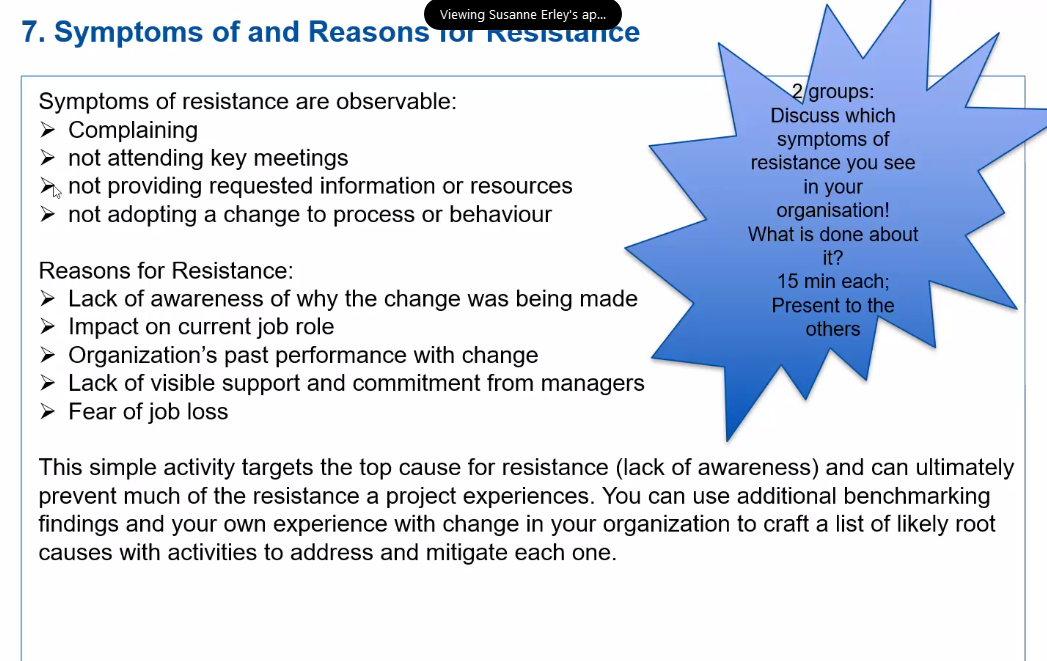 Viewing Susanne Erley's ap...
7. Symptoms of and Reasons for Resistance
Symptoms of resistance are observable:
➢ Complaining
➢ not attending key meetings
➢ not providing requested information or resources
➢ not adopting a change to process or behaviour
Reasons for Resistance:
➢ Lack of awareness of why the change was being made
➢ Impact on current job role
➢ Organization’s past performance with change
➢ Lack of visible support and commitment from managers
➢ Fear of job loss
This simple activity targets the top cause for resistance (lack of awareness) and can ultimately
prevent much of the resistance a project experiences. You can use additional benchmarking
findings and your own experience with change in your organization to craft a list of likely root
causes with activities to address and mitigate each one.
2 groups:
Discuss which
symptoms of
resistance you see
in your
organisation!
What is done about
it?
15 min each;
Present to the
others